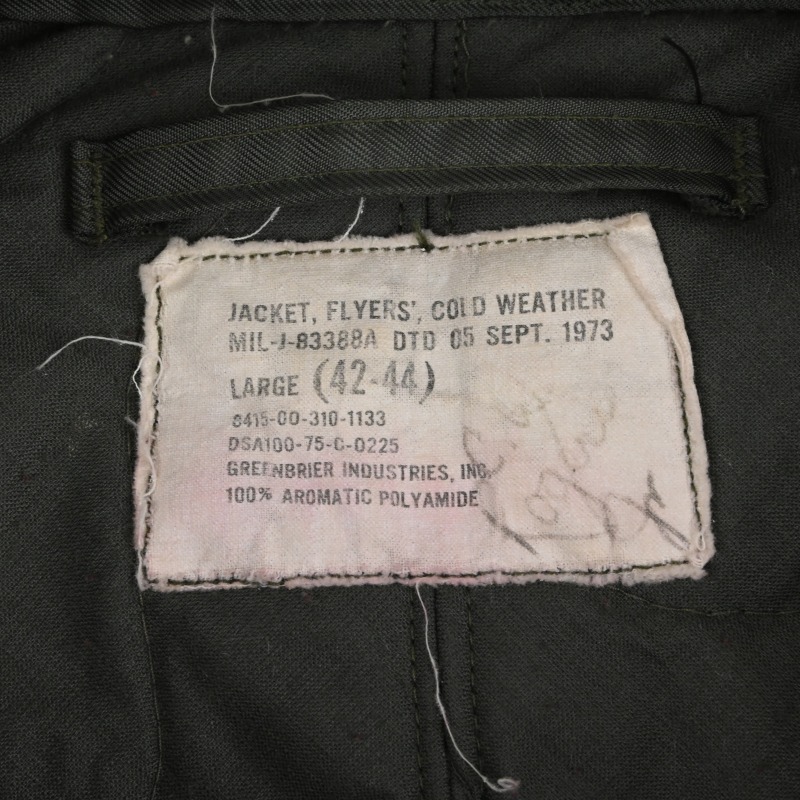 JACKET, FLYERS', COLD WEATHER
MIL-J-83388A DTD 05 SEPT. 1973
LARGE (42-44)
8415-00-310-1133
DSA100-75-C-0225
GREENBRIER INDUSTRIES, INC.
100% AROMATIC POLYAMIDE
Jr